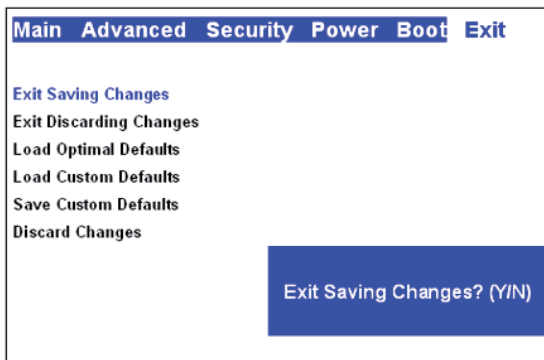 Main Advanced Security Power Boot Exit
Exit Saving Changes
Exit Discarding Changes
Load Optimal Defaults
Load Custom Defaults
Save Custom Defaults
Discard Changes
Exit Saving Changes? (Y/N)